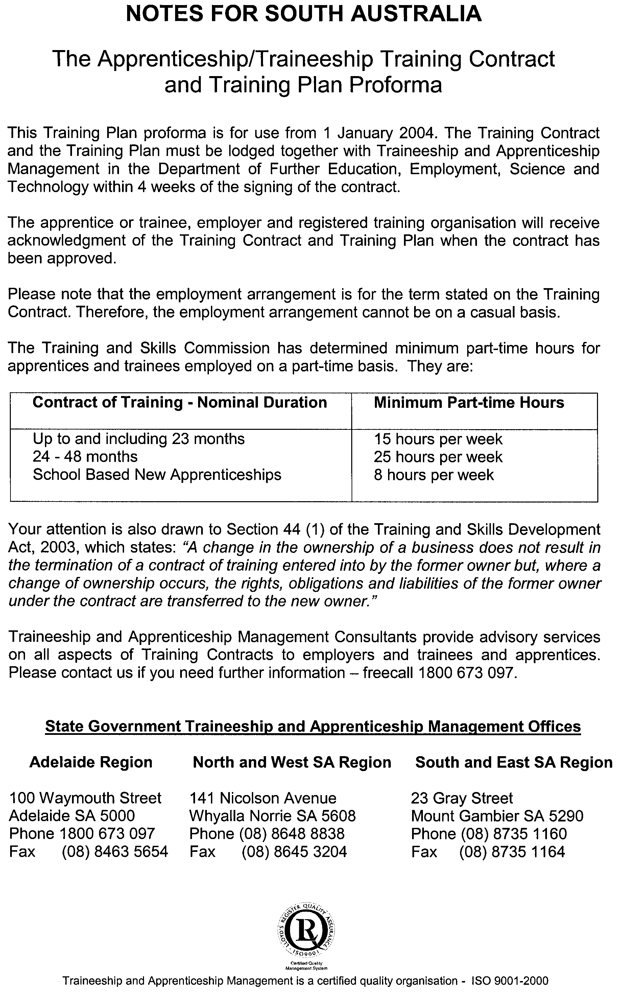 NOTES FOR SOUTH AUSTRALIA
The Apprenticeship/Traineeship Training Contract
and Training Plan Proforma
This Training Plan proforma is for use from 1 January 2004. The Training Contract
and the Training Plan must be lodged together with Traineeship and Apprenticeship
Management in the Department of Further Education, Employment, Science and
Technology within 4 weeks of the signing of the contract.
The apprentice or trainee, employer and registered training organisation will receive
acknowledgment of the Training Contract and Training Plan when the contract has
been approved.
Please note that the employment arrangement is for the term stated on the Training
Contract. Therefore, the employment arrangement cannot be on a casual basis.
The Training and Skills Commission has determined minimum part-time hours for
apprentices and trainees employed on a part-time basis. They are:
Contract of Training - Nominal Duration Minimum Part-time Hours
Up to and including 23 months 15 hours per week
24 - 48 months 25 hours per week
School Based New Apprenticeships 8 hours per week
Your attention is also drawn to Section 44 (1) of the Training and Skills Development
Act, 2003, which states: “A change in the ownership of a business does not result in
the termination of a contract of training entered into by the former owner but, where a
change of ownership occurs, the rights, obligations and liabilities of the former owner
under the contract are transferred to the new owner.”
Traineeship and Apprenticeship Management Consultants provide advisory services
on all aspects of Training Contracts to employers and trainees and apprentices.
Please contact us if you need further information – freecall 1800 673 097.
State Government Traineeship and Apprenticeship Management Offices
Adelaide Region North and West SA Region South and East SA Region
100 Waymouth Street 141 Nicolson Avenue 23 Gray Street
Adelaide SA 5000 Whyalla Norrie SA 5608 Mount Gambier SA 5290
Phone 1800 673 097 Phone (08) 8648 8838 Phone (08) 8735 1160
Fax (08) 8463 5654 Fax (08) 8645 3204 Fax (08) 8735 1164
LLOYD'S REGISTER QUALITY ASSURANCE
RQ
ISO9001
Certified Quality
Management System
Traineeship and Apprenticeship Management is a certified quality organisation - ISO 9001-2000